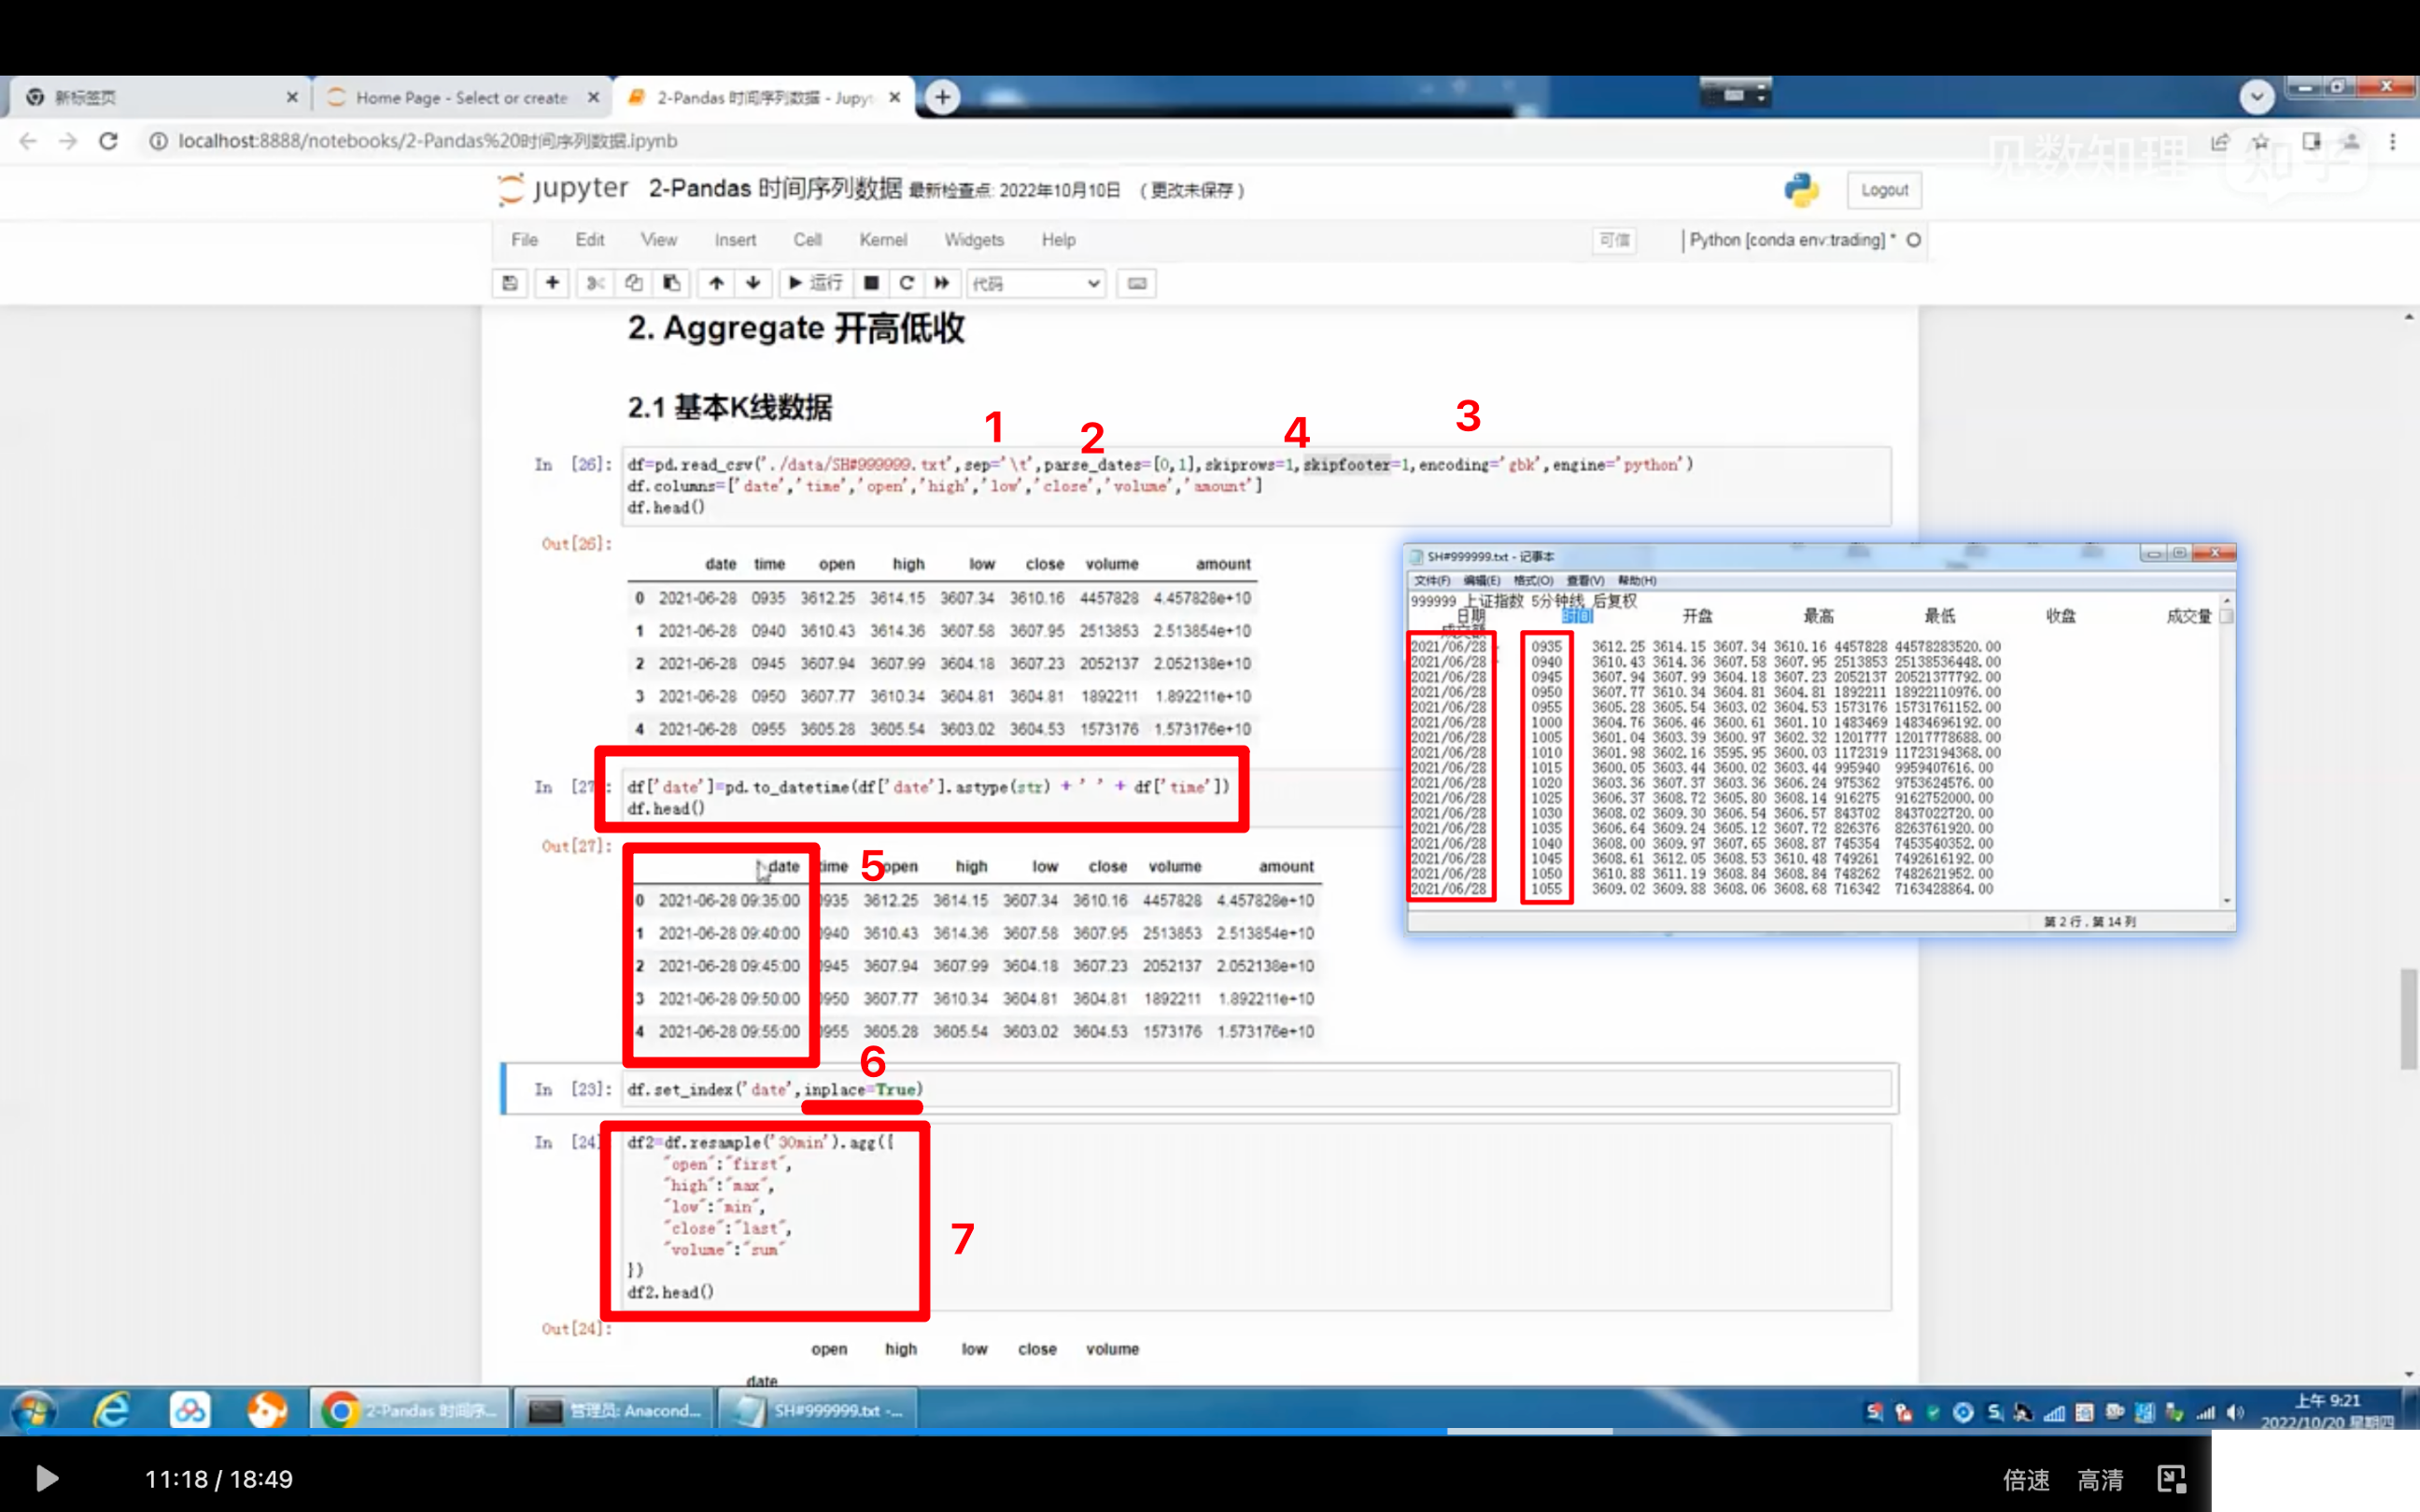 新标签页
Home Page - Select or create
2-Pandas 时间序列数据 - Jupyt
localhost:8888/notebooks/2-Pandas%20时间序列数据.ipynb
见数知理 知乎
jupyter 2-Pandas 时间序列数据 最新检查点: 2022年10月10日 (更改未保存)
Logout
File Edit View Insert Cell Kernel Widgets Help
可信 Python [conda env:trading] *
运行 代码
2. Aggregate 开高低收
2.1 基本K线数据
1 2 4 3
In [26]: df=pd.read_csv('./data/SH#999999.txt',sep='\t',parse_dates=[0,1],skiprows=1,skipfooter=1,encoding='gbk',engine='python')
df.columns=['date','time','open','high','low','close','volume','amount']
df.head()
Out[26]:
date time open high low close volume amount
0 2021-06-28 0935 3612.25 3614.15 3607.34 3610.16 4457828 4.457828e+10
1 2021-06-28 0940 3610.43 3614.36 3607.58 3607.95 2513853 2.513854e+10
2 2021-06-28 0945 3607.94 3607.99 3604.18 3607.23 2052137 2.052138e+10
3 2021-06-28 0950 3607.77 3610.34 3604.81 3604.81 1892211 1.892211e+10
4 2021-06-28 0955 3605.28 3605.54 3603.02 3604.53 1573176 1.573176e+10
In [27 df['date']=pd.to_datetime(df['date'].astype(str) + ' ' + df['time'])
df.head()
Out[27]:
date time 5 open high low close volume amount
0 2021-06-28 09:35:00 0935 3612.25 3614.15 3607.34 3610.16 4457828 4.457828e+10
1 2021-06-28 09:40:00 0940 3610.43 3614.36 3607.58 3607.95 2513853 2.513854e+10
2 2021-06-28 09:45:00 0945 3607.94 3607.99 3604.18 3607.23 2052137 2.052138e+10
3 2021-06-28 09:50:00 0950 3607.77 3610.34 3604.81 3604.81 1892211 1.892211e+10
4 2021-06-28 09:55:00 0955 3605.28 3605.54 3603.02 3604.53 1573176 1.573176e+10
6
In [23]: df.set_index('date',inplace=True)
In [24] df2=df.resample('30min').agg({
"open":"first",
"high":"max",
"low":"min",
"close":"last",
"volume":"sum"
})
df2.head()
7
Out[24]:
open high low close volume
date
SH#999999.txt - 记事本
文件(F) 编辑(E) 格式(O) 查看(V) 帮助(H)
999999 上证指数 5分钟线 后复权
日期 时间 开盘 最高 最低 收盘 成交量
成交额
2021/06/28 0935 3612.25 3614.15 3607.34 3610.16 4457828 44578283520.00
2021/06/28 0940 3610.43 3614.36 3607.58 3607.95 2513853 25138536448.00
2021/06/28 0945 3607.94 3607.99 3604.18 3607.23 2052137 20521377792.00
2021/06/28 0950 3607.77 3610.34 3604.81 3604.81 1892211 18922110976.00
2021/06/28 0955 3605.28 3605.54 3603.02 3604.53 1573176 15731761152.00
2021/06/28 1000 3604.76 3606.46 3600.61 3601.10 1483469 14834696192.00
2021/06/28 1005 3601.04 3603.39 3600.97 3602.32 1201777 12017778688.00
2021/06/28 1010 3601.98 3602.16 3595.95 3600.03 1172319 11723194368.00
2021/06/28 1015 3600.05 3603.44 3600.02 3603.44 995940 9959407616.00
2021/06/28 1020 3603.36 3607.37 3603.36 3606.24 975362 9753624576.00
2021/06/28 1025 3606.37 3608.72 3605.80 3608.14 916275 9162752000.00
2021/06/28 1030 3608.02 3609.30 3606.54 3606.57 843702 8437022720.00
2021/06/28 1035 3606.64 3609.24 3605.12 3607.72 826376 8263761920.00
2021/06/28 1040 3608.00 3609.97 3607.65 3608.87 745354 7453540352.00
2021/06/28 1045 3608.61 3612.05 3608.53 3610.48 749261 7492616192.00
2021/06/28 1050 3610.88 3611.19 3608.84 3608.84 748262 7482621952.00
2021/06/28 1055 3609.02 3609.88 3608.06 3608.68 716342 7163428864.00
第 2 行, 第 14 列
2-Pandas 时间序...
管理员: Anacond...
SH#999999.txt -...
上午 9:21
2022/10/20 星期四
11:18 / 18:49
倍速 高清